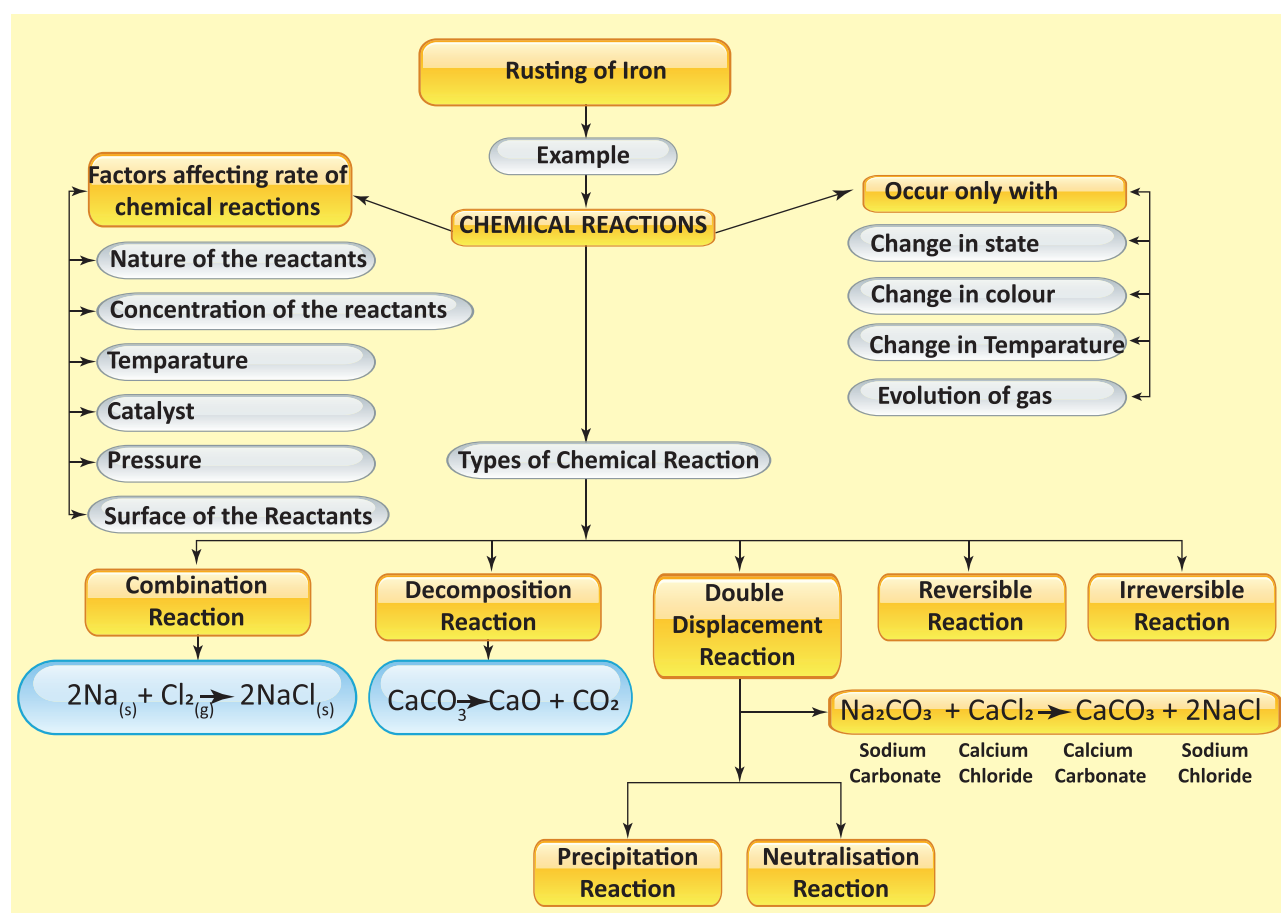 Rusting of Iron
Example
CHEMICAL REACTIONS
Factors affecting rate of
chemical reactions
Nature of the reactants
Concentration of the reactants
Temparature
Catalyst
Pressure
Surface of the Reactants
Occur only with
Change in state
Change in colour
Change in Temparature
Evolution of gas
Types of Chemical Reaction
Combination
Reaction
2Na(s) + Cl₂(g) → 2NaCl(s)
Decomposition
Reaction
CaCO₃ → CaO + CO₂
Double
Displacement
Reaction
Reversible
Reaction
Irreversible
Reaction
Na₂CO₃ + CaCl₂ → CaCO₃ + 2NaCl
Sodium Calcium Calcium Sodium
Carbonate Chloride Carbonate Chloride
Precipitation
Reaction
Neutralisation
Reaction